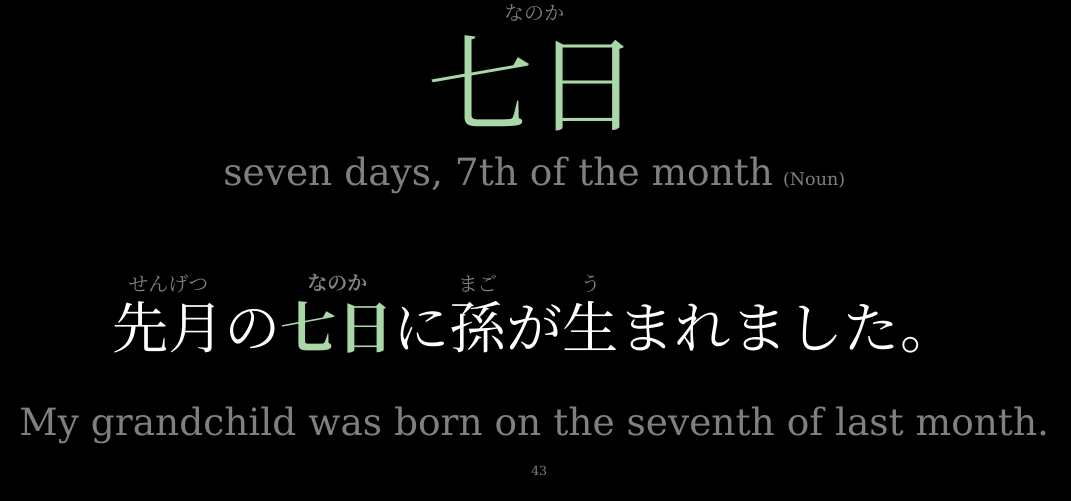 なのか
七日
seven days, 7th of the month (Noun)
せんげつ なのか まご う
先月の七日に孫が生まれました。
My grandchild was born on the seventh of last month.
43